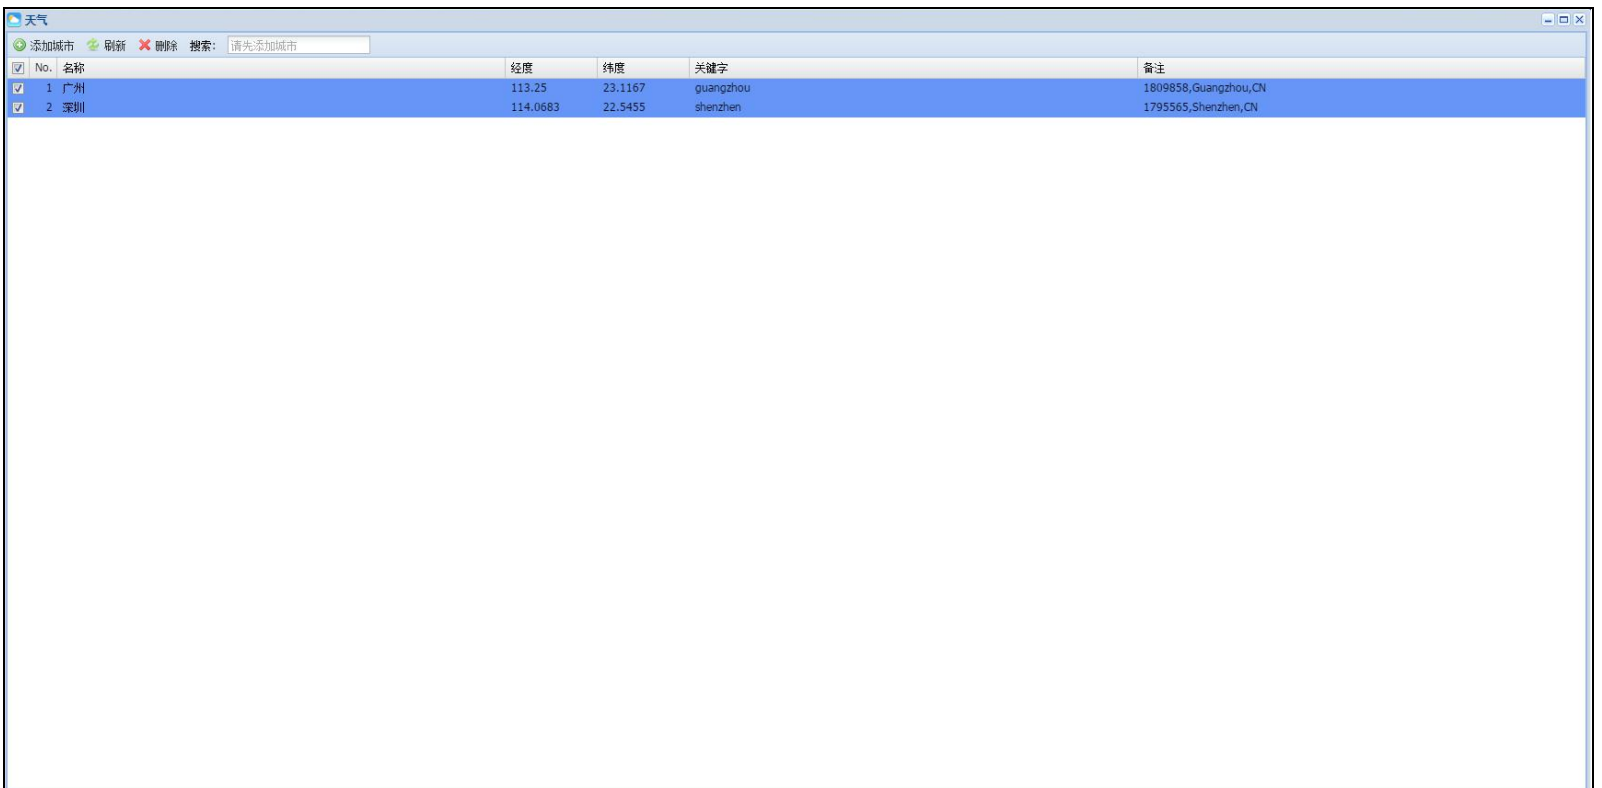 天气
添加城市 刷新 删除 搜索: 请先添加城市
No. 名称 经度 纬度 关键字 备注
1 广州 113.25 23.1167 guangzhou 1809858,Guangzhou,CN
2 深圳 114.0683 22.5455 shenzhen 1795565,Shenzhen,CN